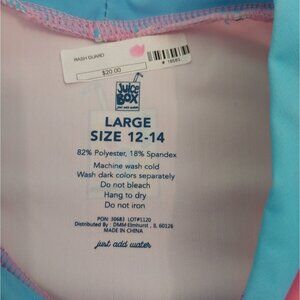 RASH GUARD
$20.00
Juice
BOX
just add water
LARGE
SIZE 12-14
82% Polyester, 18% Spandex
Machine wash cold
Wash dark colors separately
Do not bleach
Hang to dry
Do not iron
PON: 30683 LOT#1120
Distributed By : DMM-Elmhurst , IL 60126
MADE IN CHINA
just add water